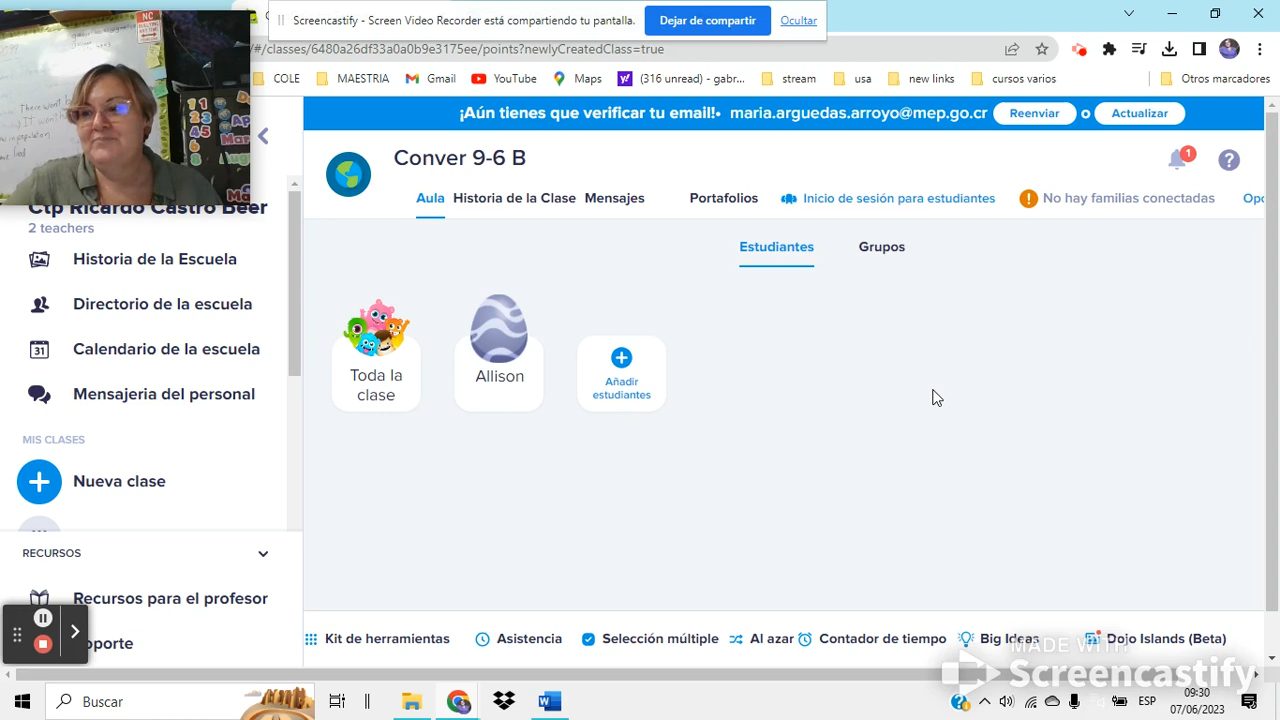 Screencastify - Screen Video Recorder está compartiendo tu pantalla. Dejar de compartir Ocultar
/#/classes/6480a26df33a0a0b9e3175ee/points?newlyCreatedClass=true
COLE MAESTRIA Gmail YouTube Maps (316 unread) - gabr... stream usa new links cursos varios Otros marcadores
¡Aún tienes que verificar tu email!• maria.arguedas.arroyo@mep.go.cr Reenviar o Actualizar
NO
Ctp Ricardo Castro Beer
2 teachers
Historia de la Escuela
Directorio de la escuela
31 Calendario de la escuela
Mensajería del personal
MIS CLASES
Nueva clase
RECURSOS
Recursos para el profesor
oporte
Conver 9-6 B
1
?
Aula Historia de la Clase Mensajes Portafolios Inicio de sesión para estudiantes No hay familias conectadas Opc
Estudiantes Grupos
Toda la
clase
Allison
Añadir
estudiantes
Kit de herramientas Asistencia Selección múltiple Al azar Contador de tiempo Big Ideas Dojo Islands (Beta)
MADE WITH
Screencastify
Buscar
ESP
09:30
07/06/2023